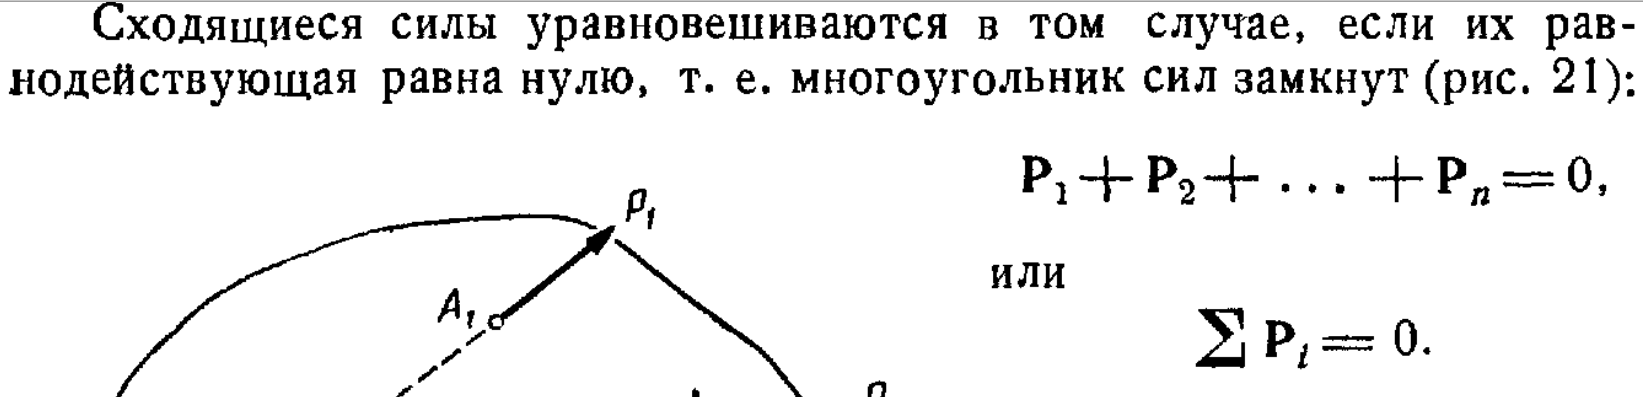 Сходящиеся силы уравновешиваются в том случае, если их рав-
нодействующая равна нулю, т. е. многоугольник сил замкнут (рис. 21):
P₁ + P₂ + ... + Pₙ = 0,
P₁
или
A₁
∑ Pᵢ = 0.